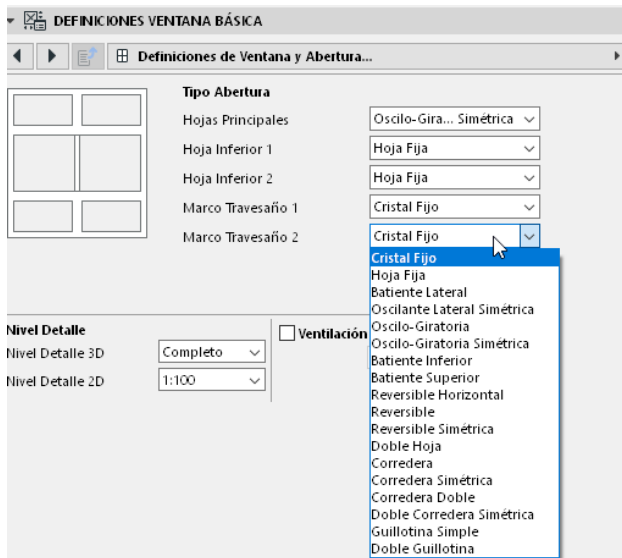 DEFINICIONES VENTANA BÁSICA
Definiciones de Ventana y Abertura...
Tipo Abertura
Hojas Principales
Oscilo-Gira... Simétrica
Hoja Inferior 1
Hoja Fija
Hoja Inferior 2
Hoja Fija
Marco Travesaño 1
Cristal Fijo
Marco Travesaño 2
Cristal Fijo
Cristal Fijo
Hoja Fija
Batiente Lateral
Oscilante Lateral Simétrica
Oscilo-Giratoria
Oscilo-Giratoria Simétrica
Batiente Inferior
Batiente Superior
Reversible Horizontal
Reversible
Reversible Simétrica
Doble Hoja
Corredera
Corredera Simétrica
Corredera Doble
Doble Corredera Simétrica
Guillotina Simple
Doble Guillotina
Nivel Detalle
Nivel Detalle 3D
Completo
Nivel Detalle 2D
1:100
Ventilación